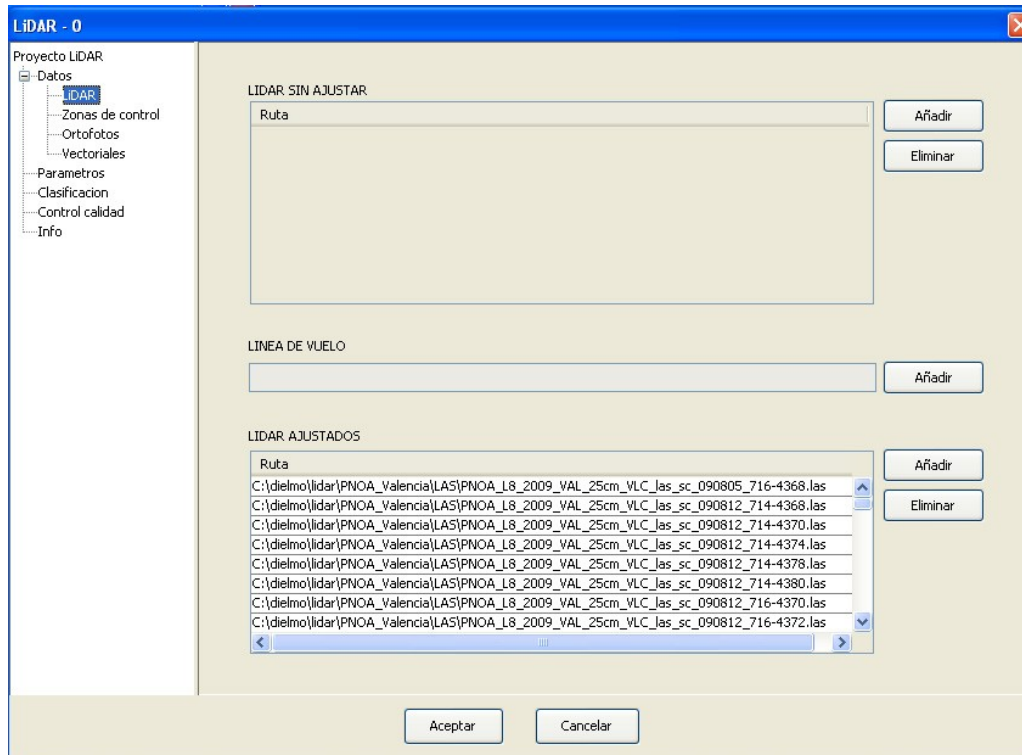 LiDAR - 0
Proyecto LiDAR
Datos
LiDAR
Zonas de control
Ortofotos
Vectoriales
Parametros
Clasificacion
Control calidad
Info
LIDAR SIN AJUSTAR
Ruta
Añadir
Eliminar
LINEA DE VUELO
Añadir
LIDAR AJUSTADOS
Ruta
Añadir
Eliminar
C:\dielmo\lidar\PNOA_Valencia\LAS\PNOA_L8_2009_VAL_25cm_VLC_las_sc_090805_716-4368.las
C:\dielmo\lidar\PNOA_Valencia\LAS\PNOA_L8_2009_VAL_25cm_VLC_las_sc_090812_714-4368.las
C:\dielmo\lidar\PNOA_Valencia\LAS\PNOA_L8_2009_VAL_25cm_VLC_las_sc_090812_714-4370.las
C:\dielmo\lidar\PNOA_Valencia\LAS\PNOA_L8_2009_VAL_25cm_VLC_las_sc_090812_714-4374.las
C:\dielmo\lidar\PNOA_Valencia\LAS\PNOA_L8_2009_VAL_25cm_VLC_las_sc_090812_714-4378.las
C:\dielmo\lidar\PNOA_Valencia\LAS\PNOA_L8_2009_VAL_25cm_VLC_las_sc_090812_714-4380.las
C:\dielmo\lidar\PNOA_Valencia\LAS\PNOA_L8_2009_VAL_25cm_VLC_las_sc_090812_716-4370.las
C:\dielmo\lidar\PNOA_Valencia\LAS\PNOA_L8_2009_VAL_25cm_VLC_las_sc_090812_716-4372.las
Aceptar
Cancelar